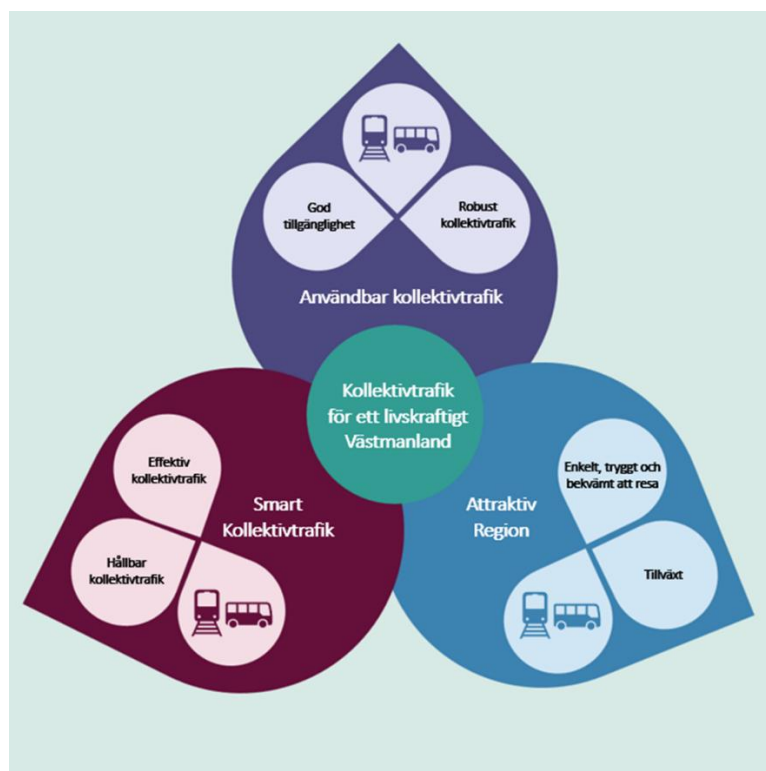 God
tillgänglighet
Robust
kollektivtrafik
Användbar kollektivtrafik
Kollektivtrafik
för ett livskraftigt
Västmanland
Effektiv
kollektivtrafik
Hållbar
kollektivtrafik
Smart
Kollektivtrafik
Attraktiv
Region
Enkelt, tryggt och
bekvämt att resa
Tillväxt